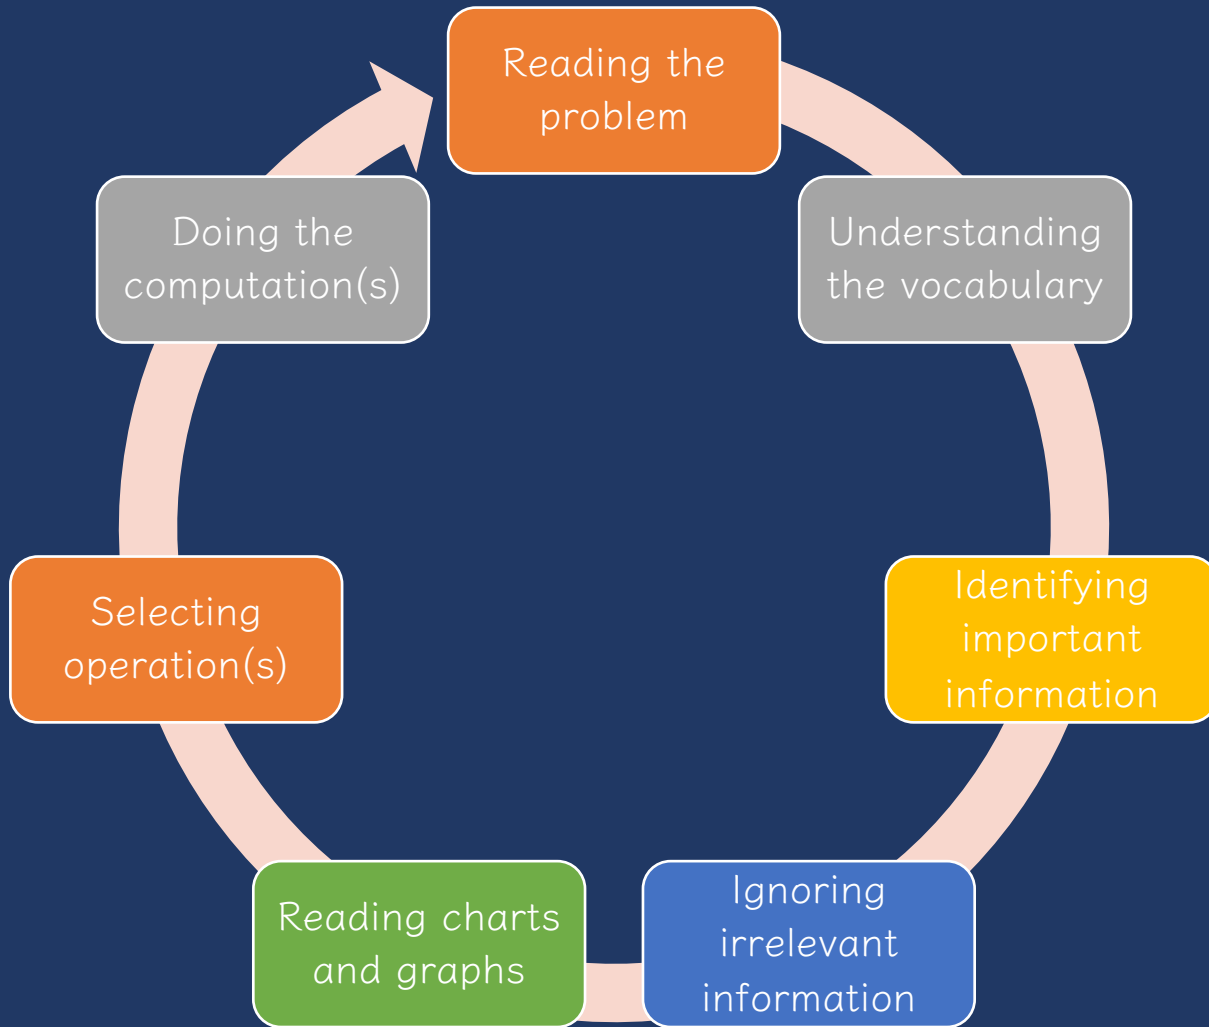 Reading the
problem
Understanding
the vocabulary
Identifying
important
information
Ignoring
irrelevant
information
Reading charts
and graphs
Selecting
operation(s)
Doing the
computation(s)